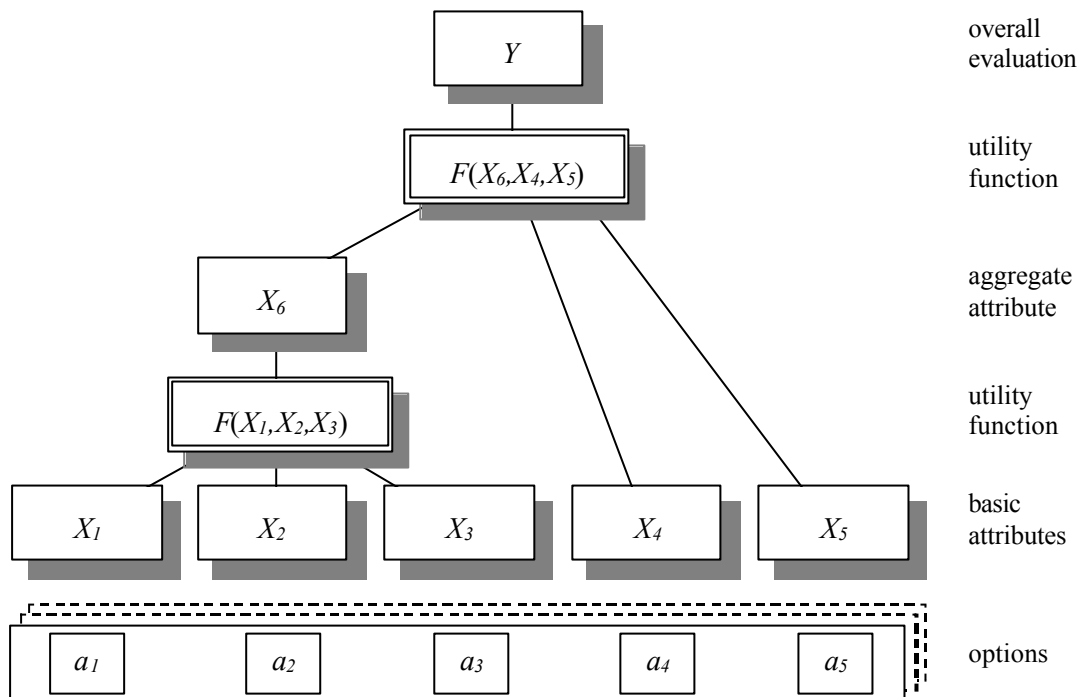 Y
overall
evaluation
F(X6,X4,X5)
utility
function
X6
aggregate
attribute
F(X1,X2,X3)
utility
function
X1 X2 X3 X4 X5
basic
attributes
a1 a2 a3 a4 a5
options